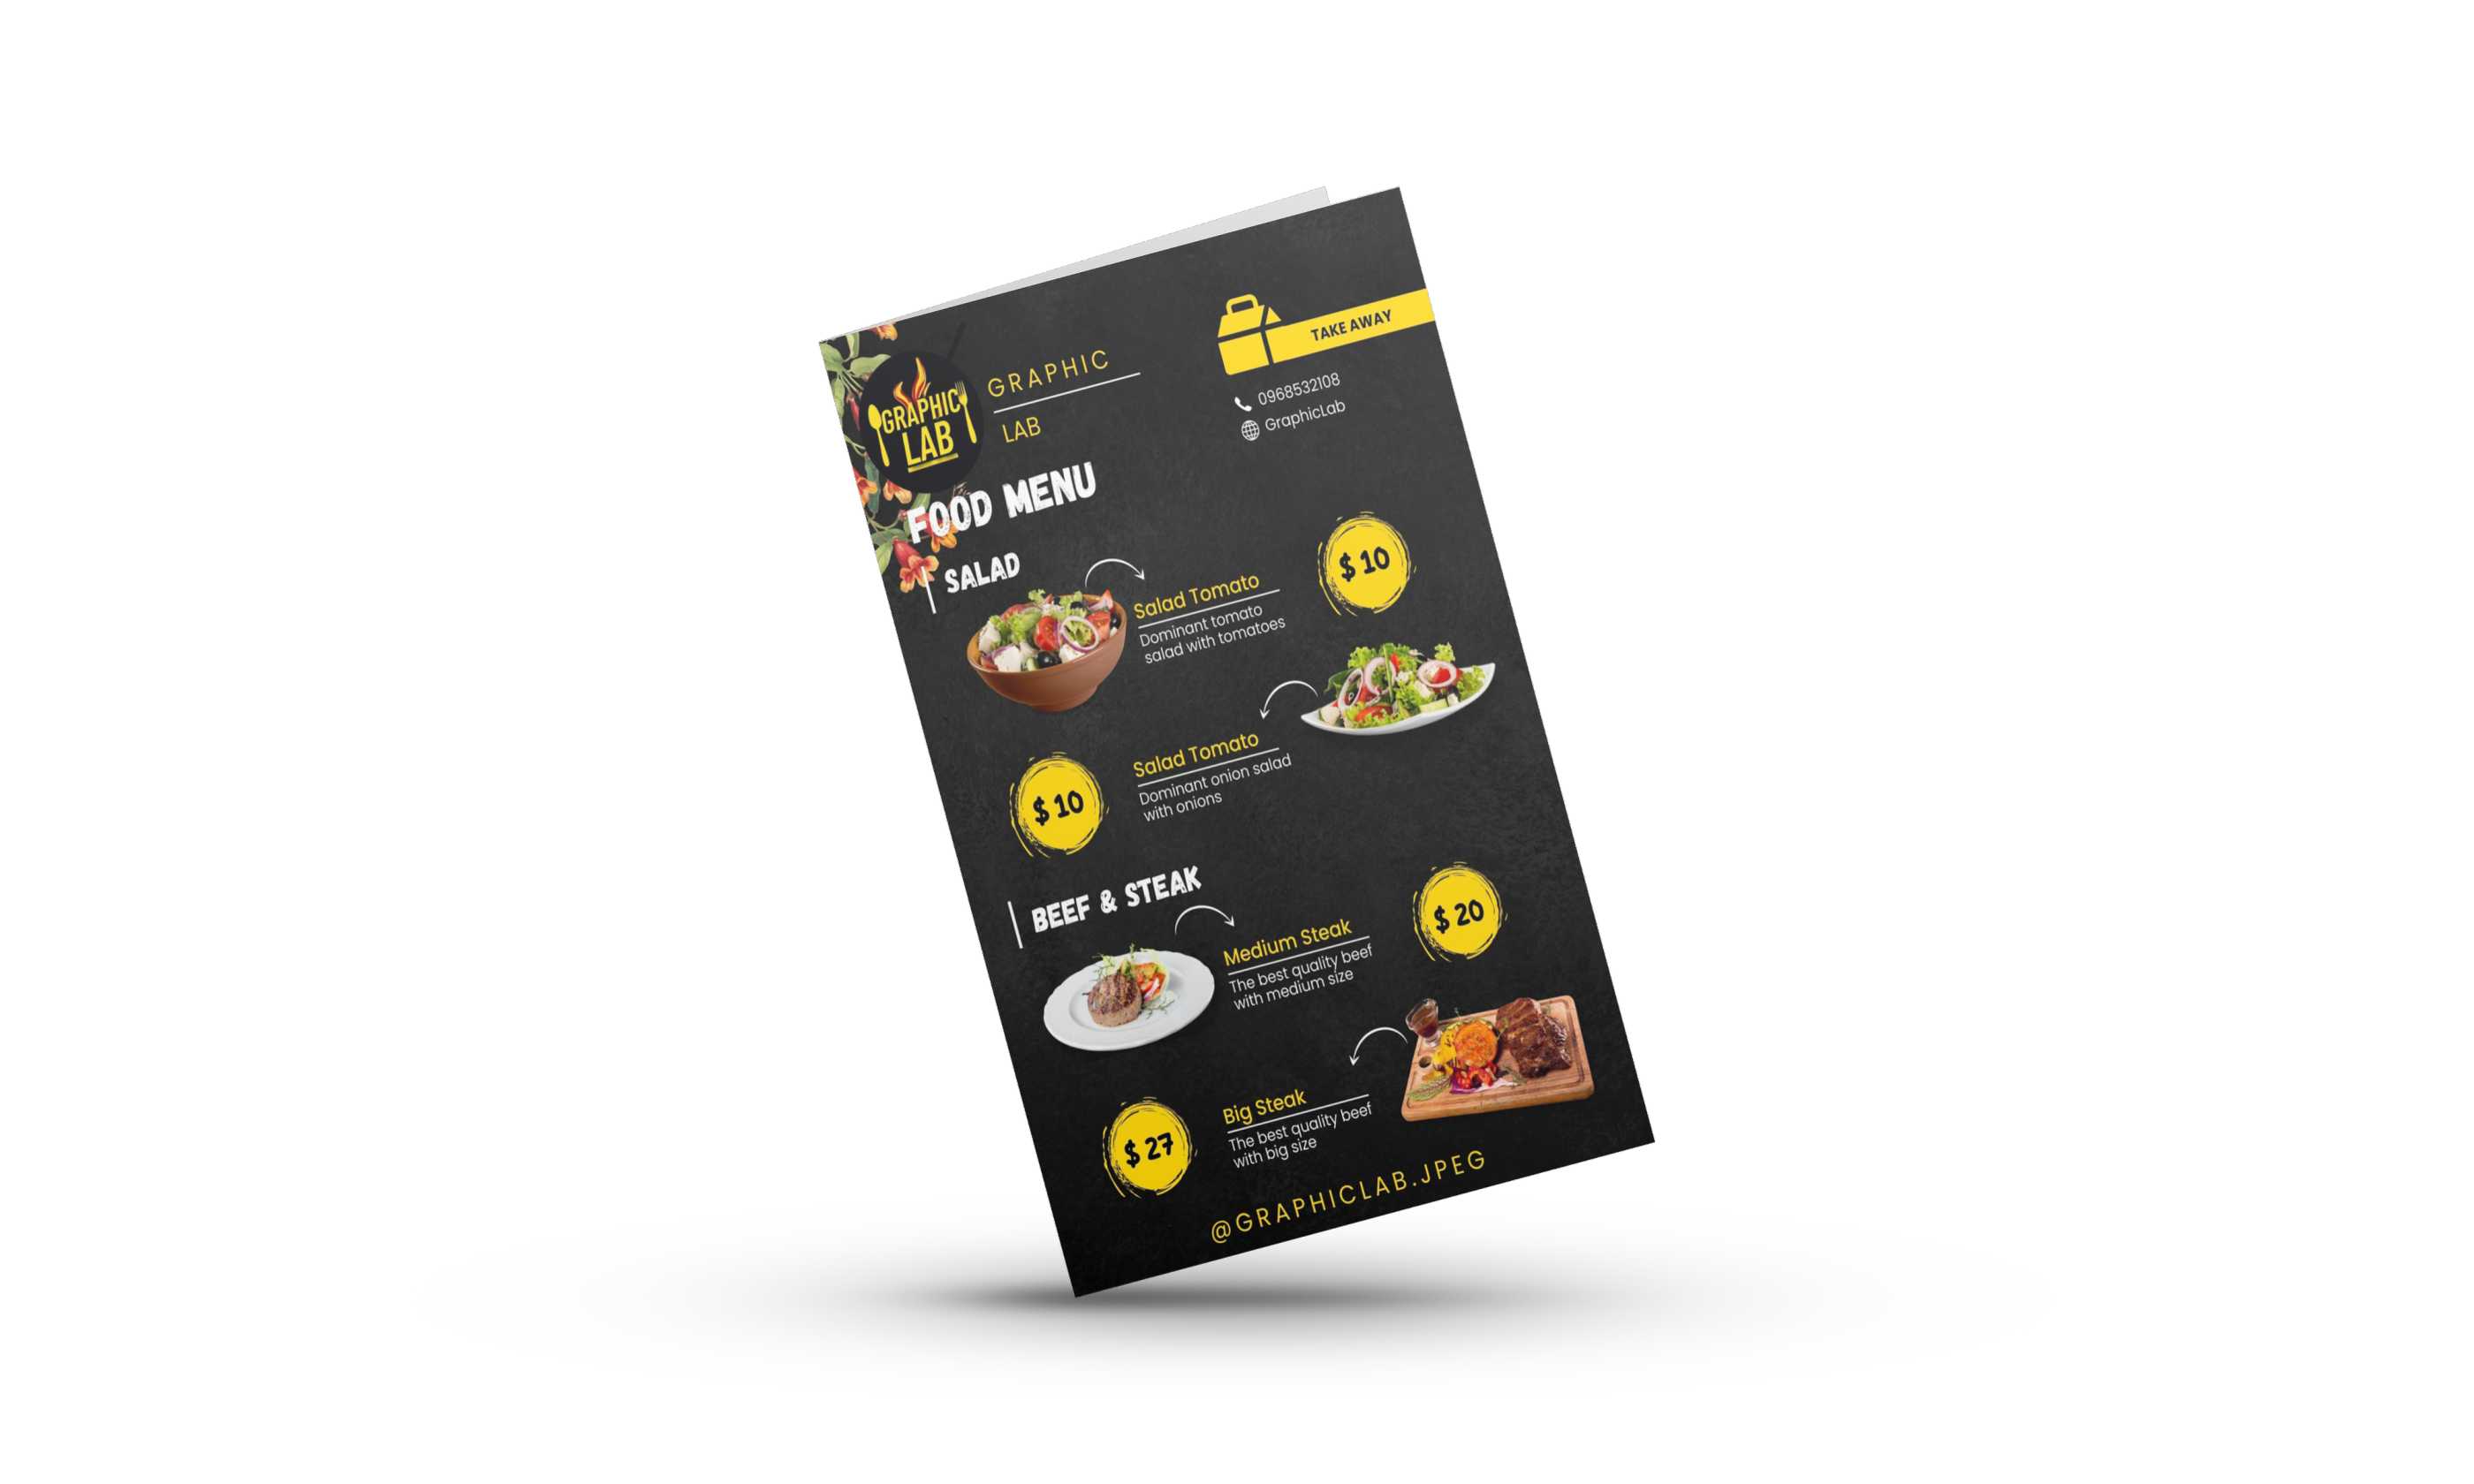 TAKE AWAY
GRAPHIC
LAB
GRAPHIC
LAB
0968532108
GraphicLab
FOOD MENU
SALAD
Salad Tomato
Dominant tomato
salad with tomatoes
$ 10
Salad Tomato
Dominant onion salad
with onions
$ 10
BEEF & STEAK
Medium Steak
The best quality beef
with medium size
$ 20
Big Steak
The best quality beef
with big size
$ 27
@GRAPHICLAB.JPEG